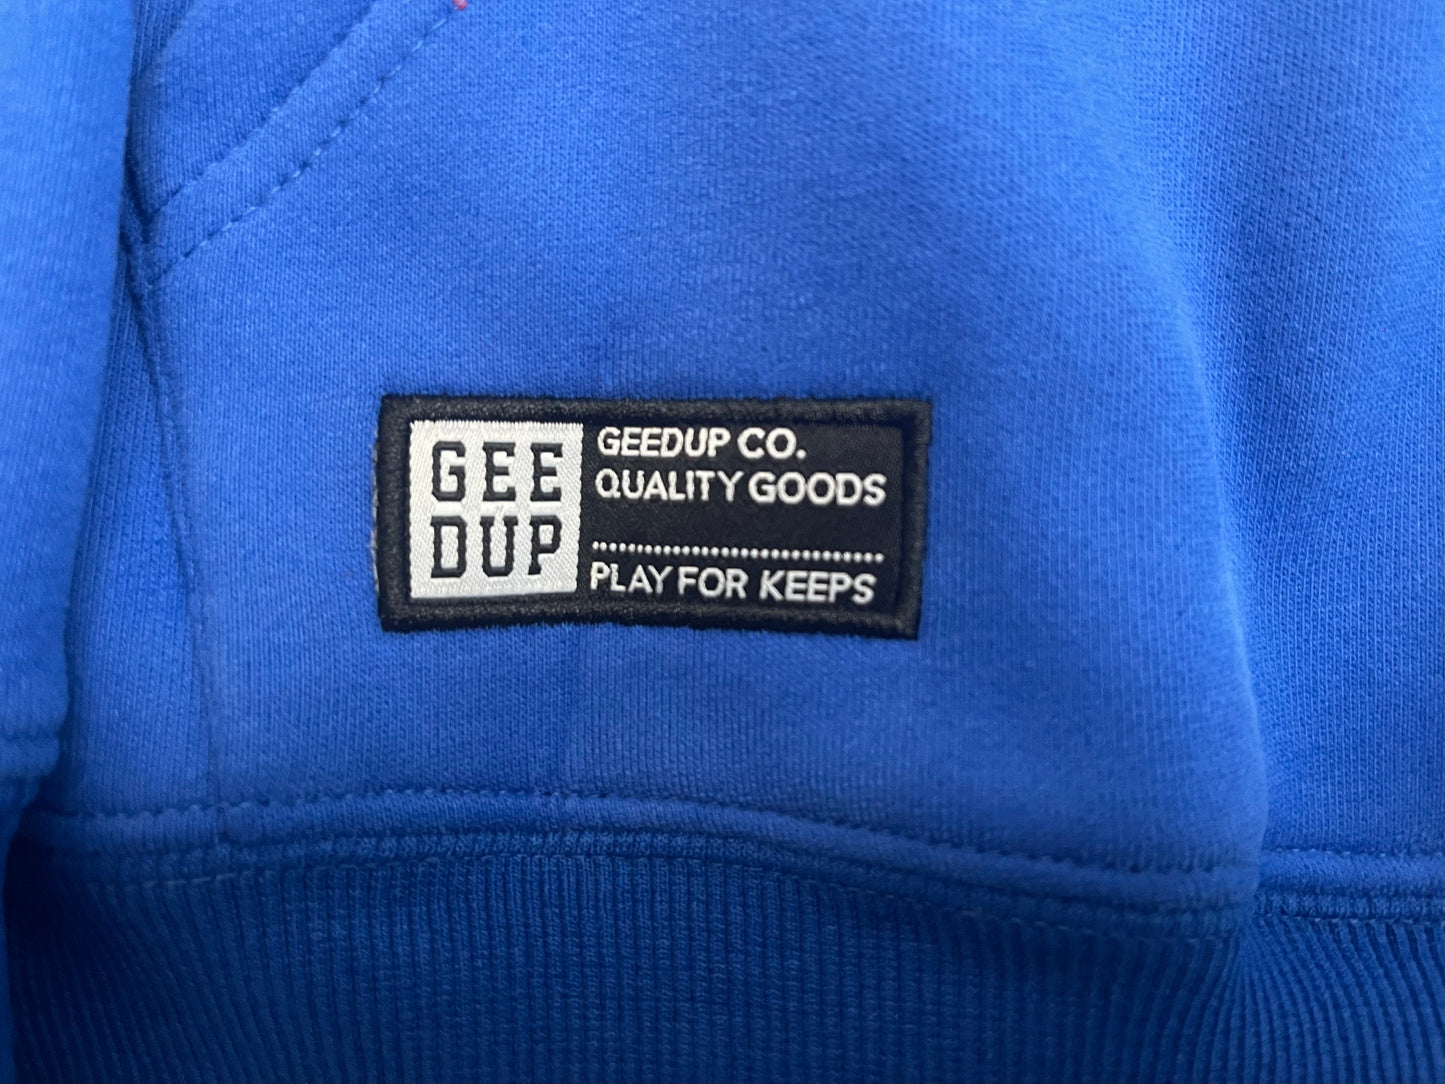 GEE
DUP
GEEDUP CO.
QUALITY GOODS
PLAY FOR KEEPS